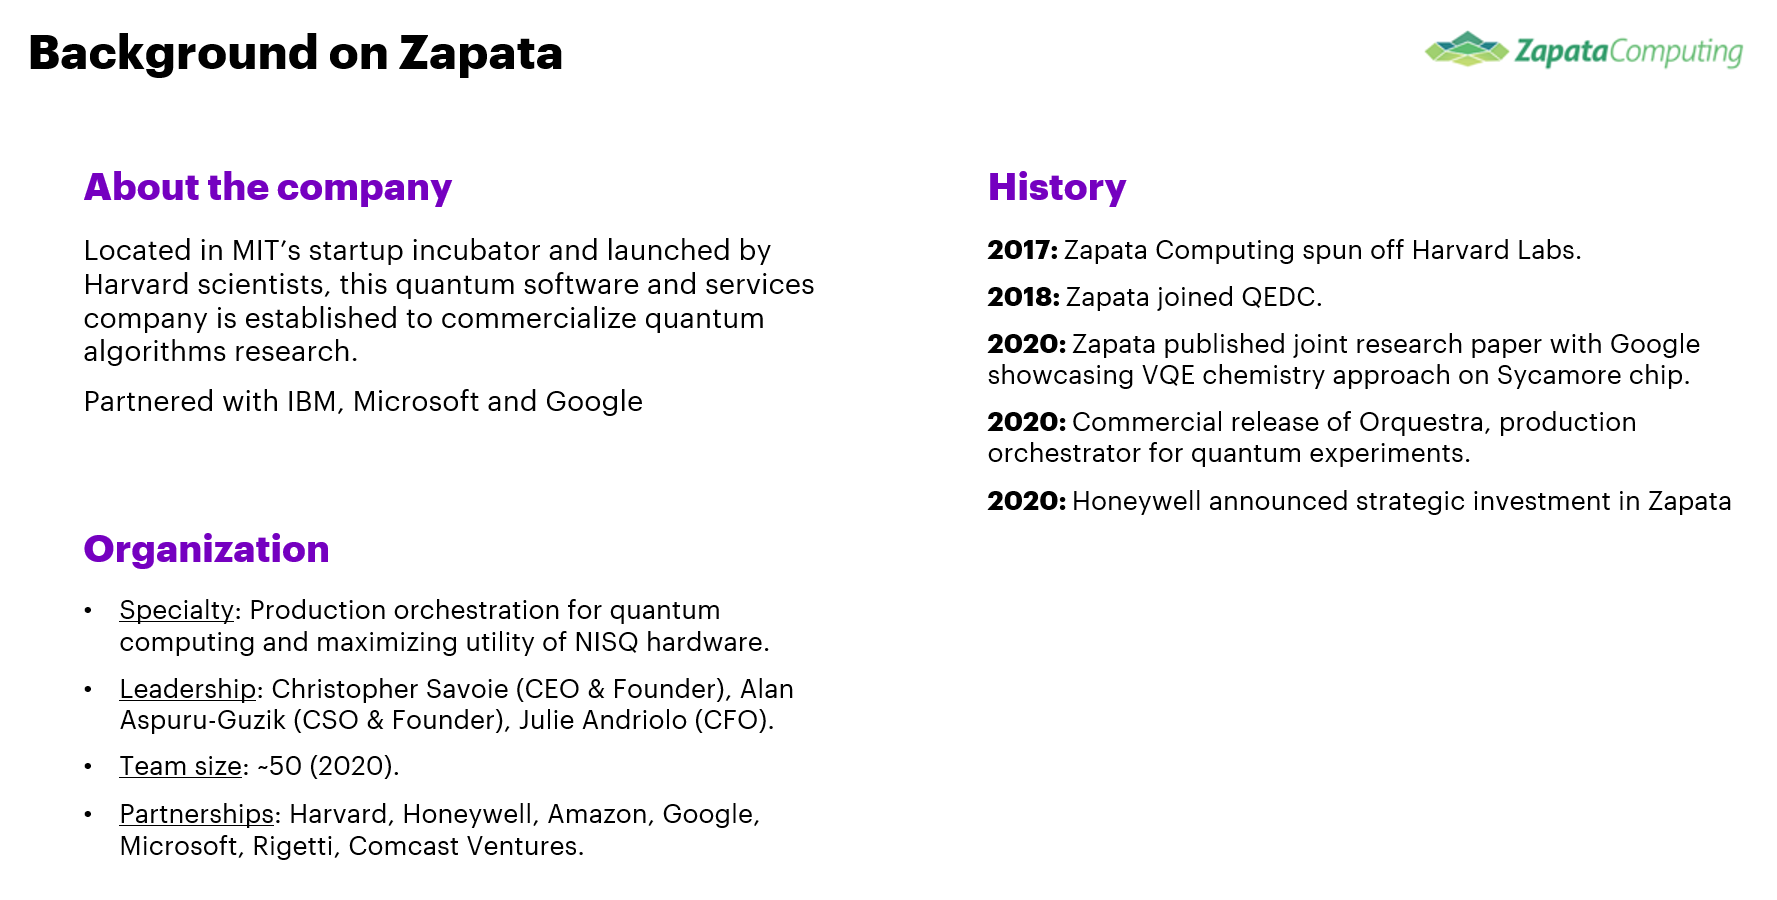 Background on Zapata
ZapataComputing
About the company
Located in MIT’s startup incubator and launched by
Harvard scientists, this quantum software and services
company is established to commercialize quantum
algorithms research.
Partnered with IBM, Microsoft and Google
Organization
• Specialty: Production orchestration for quantum
computing and maximizing utility of NISQ hardware.
• Leadership: Christopher Savoie (CEO & Founder), Alan
Aspuru-Guzik (CSO & Founder), Julie Andriolo (CFO).
• Team size: ~50 (2020).
• Partnerships: Harvard, Honeywell, Amazon, Google,
Microsoft, Rigetti, Comcast Ventures.
History
2017: Zapata Computing spun off Harvard Labs.
2018: Zapata joined QEDC.
2020: Zapata published joint research paper with Google
showcasing VQE chemistry approach on Sycamore chip.
2020: Commercial release of Orquestra, production
orchestrator for quantum experiments.
2020: Honeywell announced strategic investment in Zapata